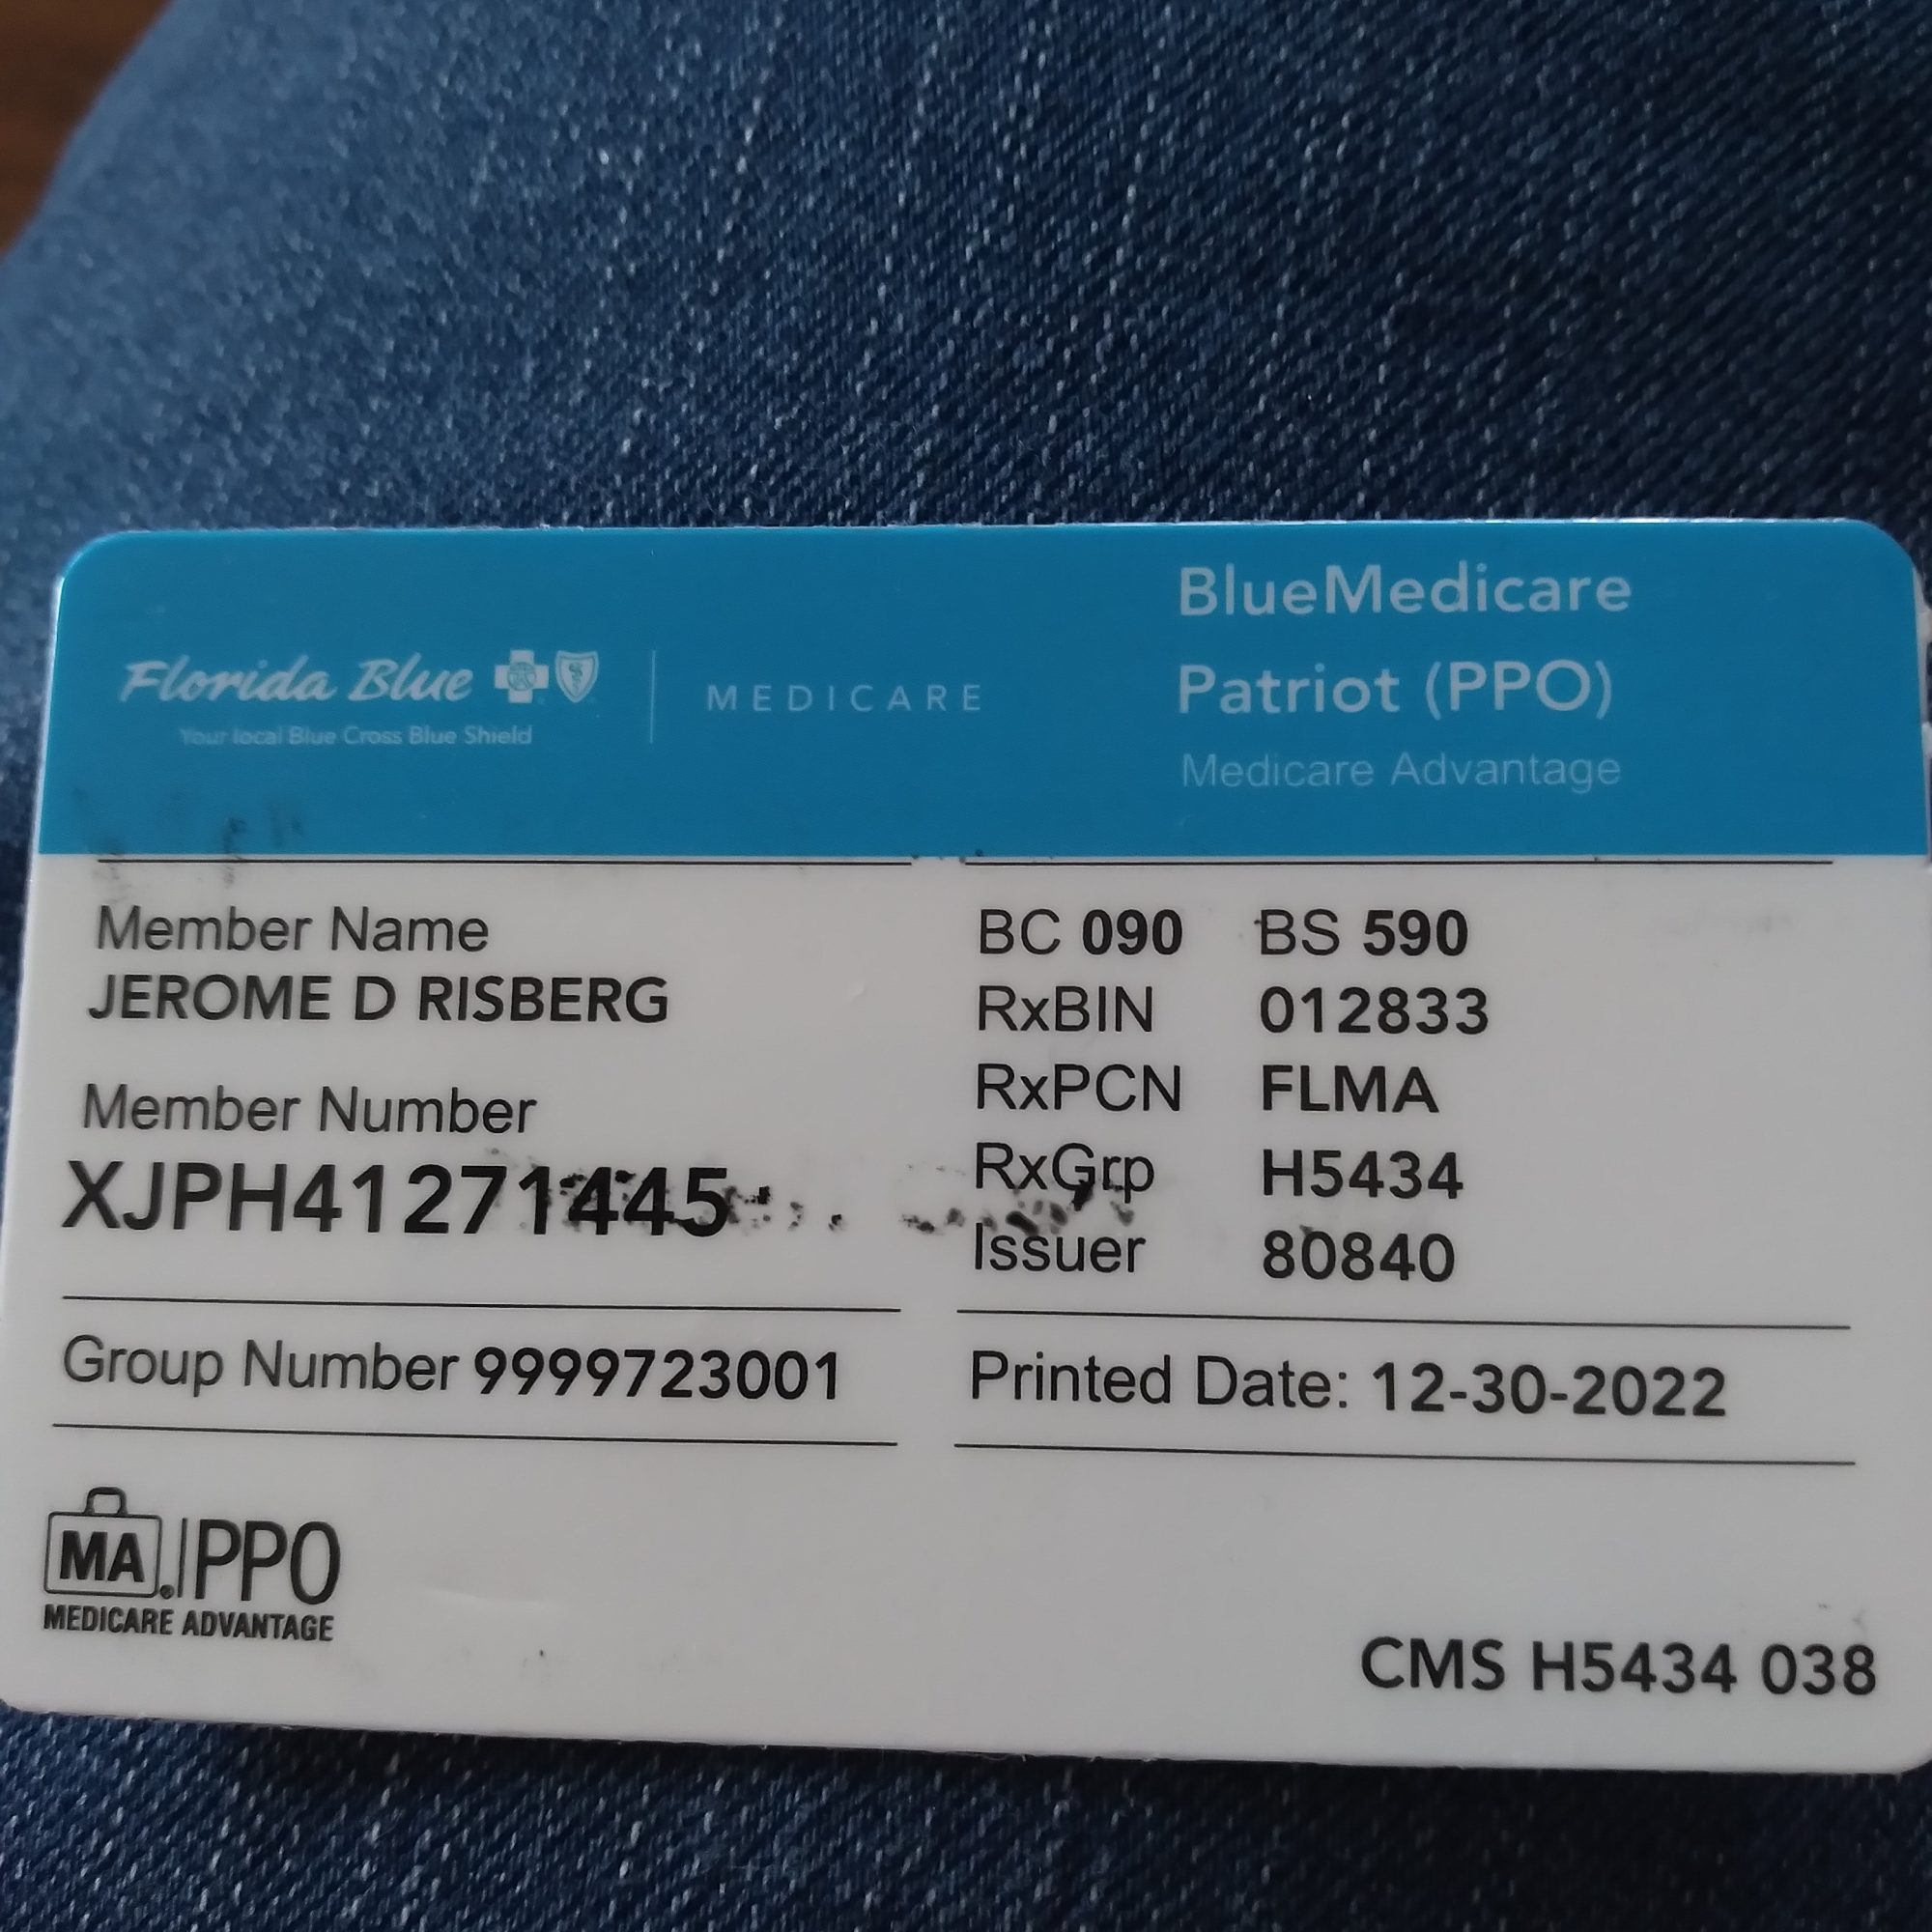 Florida Blue
Your local Blue Cross Blue Shield
MEDICARE
BlueMedicare
Patriot (PPO)
Medicare Advantage
Member Name
JEROME D RISBERG
Member Number
XJPH41271445
Group Number 9999723001
BC 090 BS 590
RxBIN 012833
RxPCN FLMA
RxGrp H5434
Issuer 80840
Printed Date: 12-30-2022
MA PPO
MEDICARE ADVANTAGE
CMS H5434 038